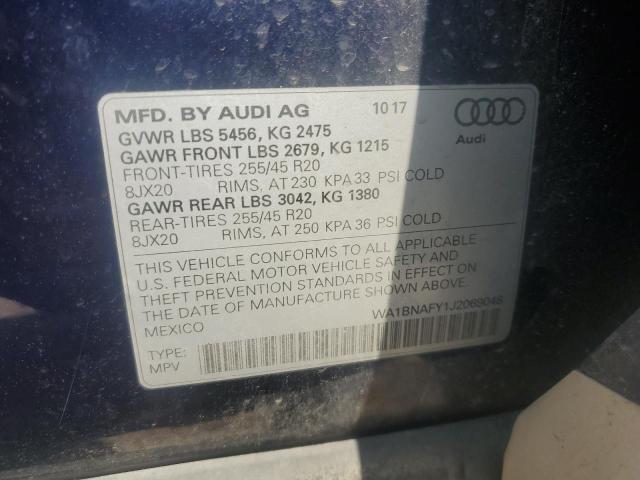 MFD. BY AUDI AG 10 17
GVWR LBS 5456, KG 2475
GAWR FRONT LBS 2679, KG 1215
FRONT-TIRES 255/45 R20
8JX20 RIMS, AT 230 KPA 33 PSI COLD
GAWR REAR LBS 3042, KG 1380
REAR-TIRES 255/45 R20
8JX20 RIMS, AT 250 KPA 36 PSI COLD
Audi
THIS VEHICLE CONFORMS TO ALL APPLICABLE
U.S. FEDERAL MOTOR VEHICLE SAFETY AND
THEFT PREVENTION STANDARDS IN EFFECT ON
THE DATE OF MANUFACTURE SHOWN ABOVE.
MEXICO
WA1BNAFY1J2069046
TYPE:
MPV